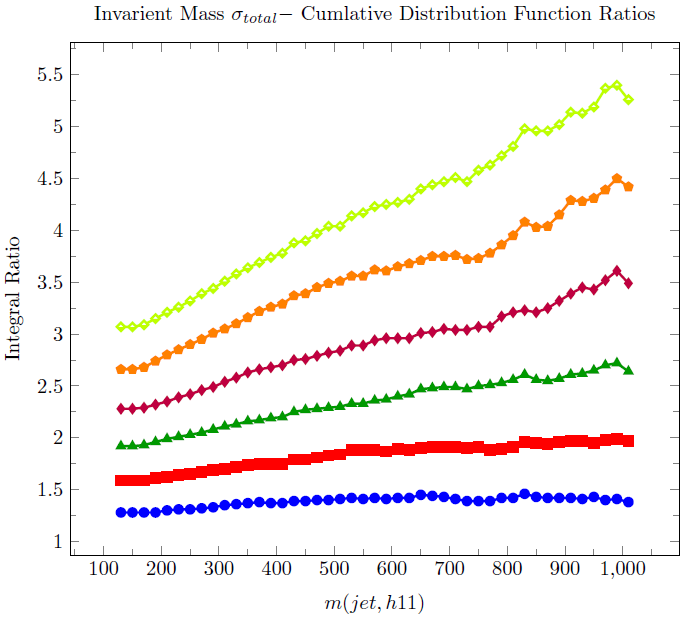 Invarient Mass σtotal− Cumlative Distribution Function Ratios
5.5
5
4.5
4
3.5
3
2.5
2
1.5
1
Integral Ratio
100 200 300 400 500 600 700 800 900 1,000
m(jet, h11)